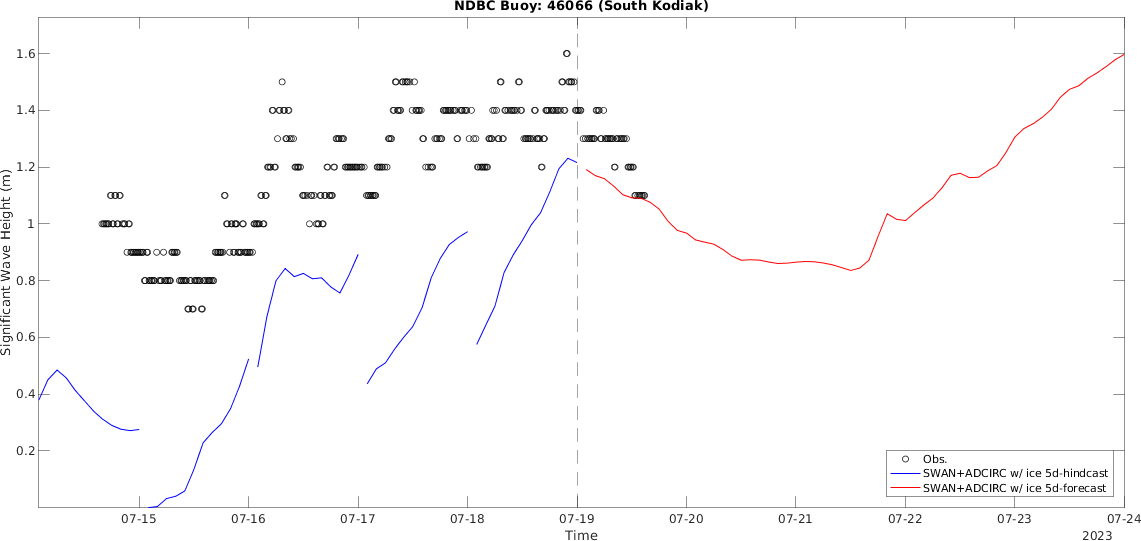 NDBC Buoy: 46066 (South Kodiak)
Significant Wave Height (m)
1.6
1.4
1.2
1
0.8
0.6
0.4
0.2
Obs.
SWAN+ADCIRC w/ ice 5d-hindcast
SWAN+ADCIRC w/ ice 5d-forecast
07-15 07-16 07-17 07-18 07-19 07-20 07-21 07-22 07-23 07-24
Time
2023